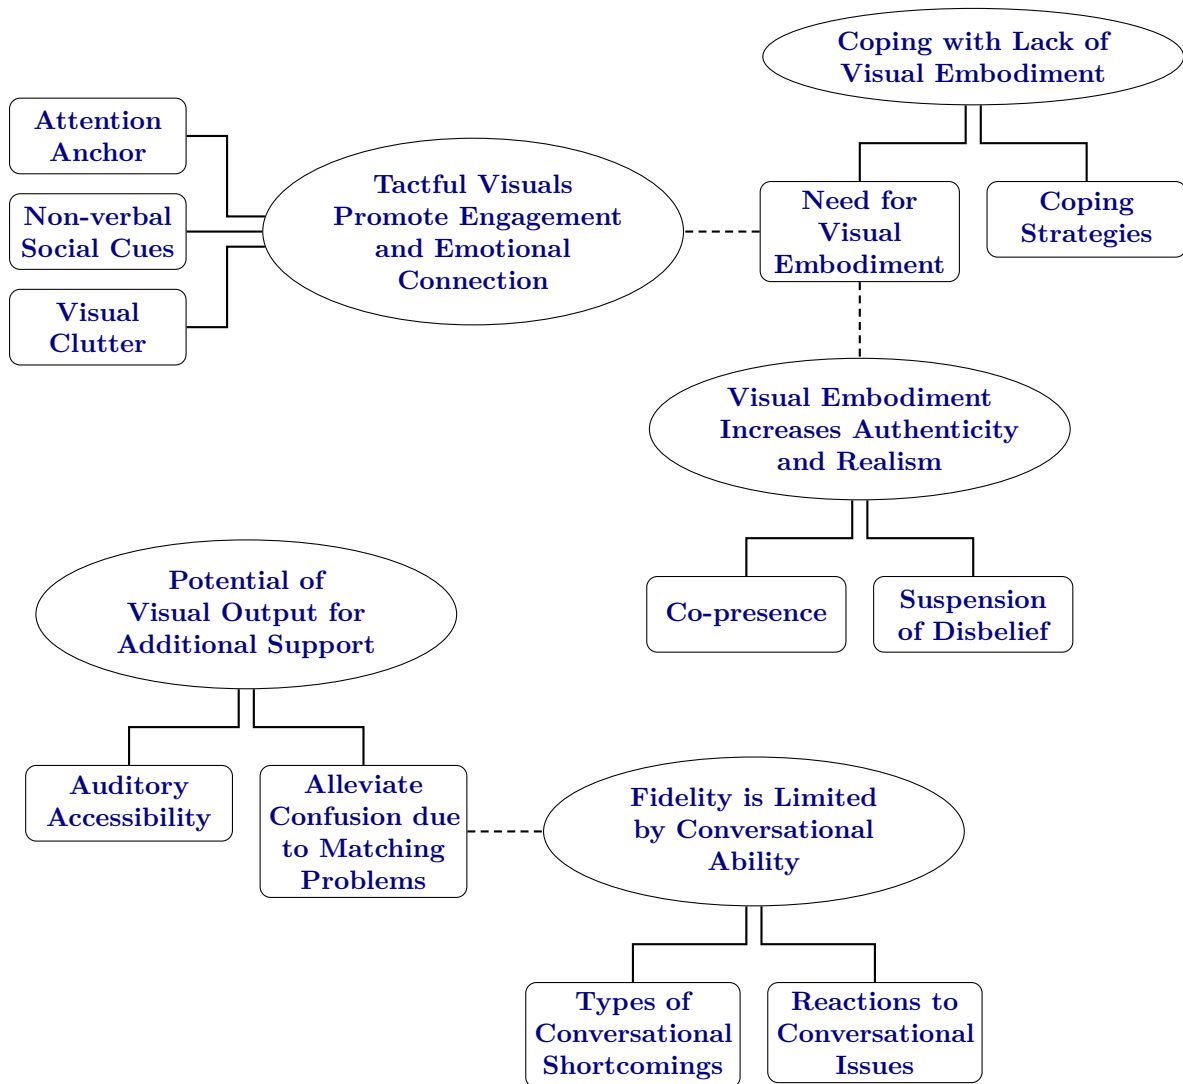 Coping with Lack of
Visual Embodiment
Attention
Anchor
Non-verbal
Social Cues
Visual
Clutter
Tactful Visuals
Promote Engagement
and Emotional
Connection
Need for
Visual
Embodiment
Coping
Strategies
Visual Embodiment
Increases Authenticity
and Realism
Co-presence
Suspension
of Disbelief
Potential of
Visual Output for
Additional Support
Auditory
Accessibility
Alleviate
Confusion due
to Matching
Problems
Fidelity is Limited
by Conversational
Ability
Types of
Conversational
Shortcomings
Reactions to
Conversational
Issues